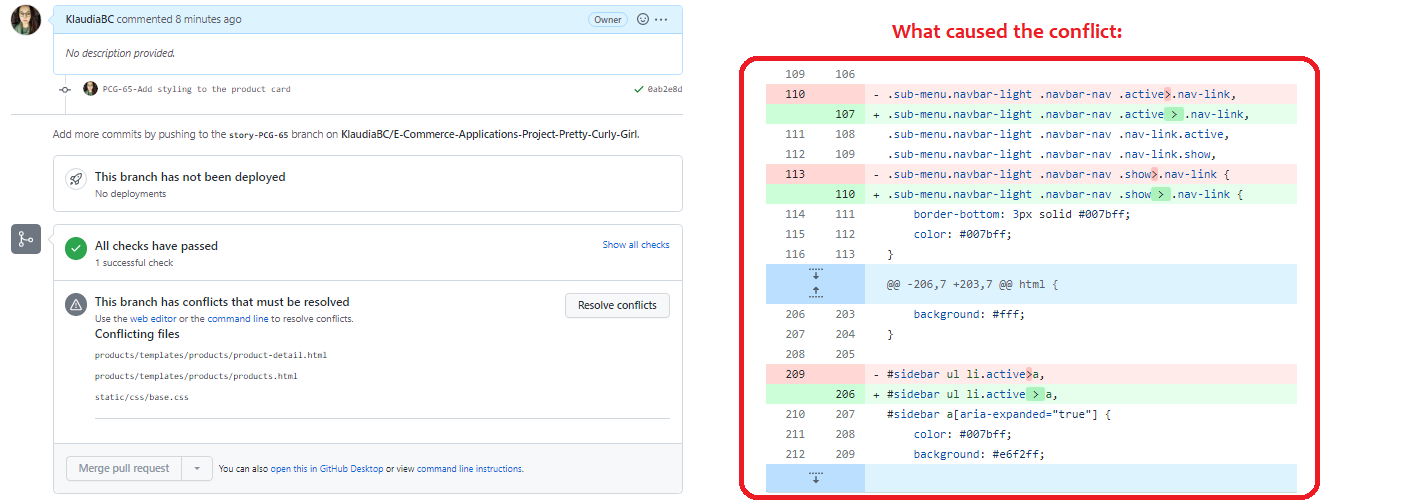 KlaudiaBC commented 8 minutes ago
Owner
No description provided.
PCG-65-Add styling to the product card
0ab2e8d
Add more commits by pushing to the story-PCG-65 branch on KlaudiaBC/E-Commerce-Applications-Project-Pretty-Curly-Girl.
This branch has not been deployed
No deployments
All checks have passed
Show all checks
1 successful check
This branch has conflicts that must be resolved
Use the web editor or the command line to resolve conflicts.
Resolve conflicts
Conflicting files
products/templates/products/product-detail.html
products/templates/products/products.html
static/css/base.css
Merge pull request
You can also open this in GitHub Desktop or view command line instructions.
What caused the conflict:
109 106
110 - .sub-menu.navbar-light .navbar-nav .active>.nav-link,
107 + .sub-menu.navbar-light .navbar-nav .active > .nav-link,
111 108 .sub-menu.navbar-light .navbar-nav .nav-link.active,
112 109 .sub-menu.navbar-light .navbar-nav .nav-link.show,
113 - .sub-menu.navbar-light .navbar-nav .show>.nav-link {
110 + .sub-menu.navbar-light .navbar-nav .show > .nav-link {
114 111 border-bottom: 3px solid #007bff;
115 112 color: #007bff;
116 113 }
@@ -206,7 +203,7 @@ html {
206 203 background: #fff;
207 204 }
208 205
209 - #sidebar ul li.active>a,
206 + #sidebar ul li.active > a,
210 207 #sidebar a[aria-expanded="true"] {
211 208 color: #007bff;
212 209 background: #e6f2ff;